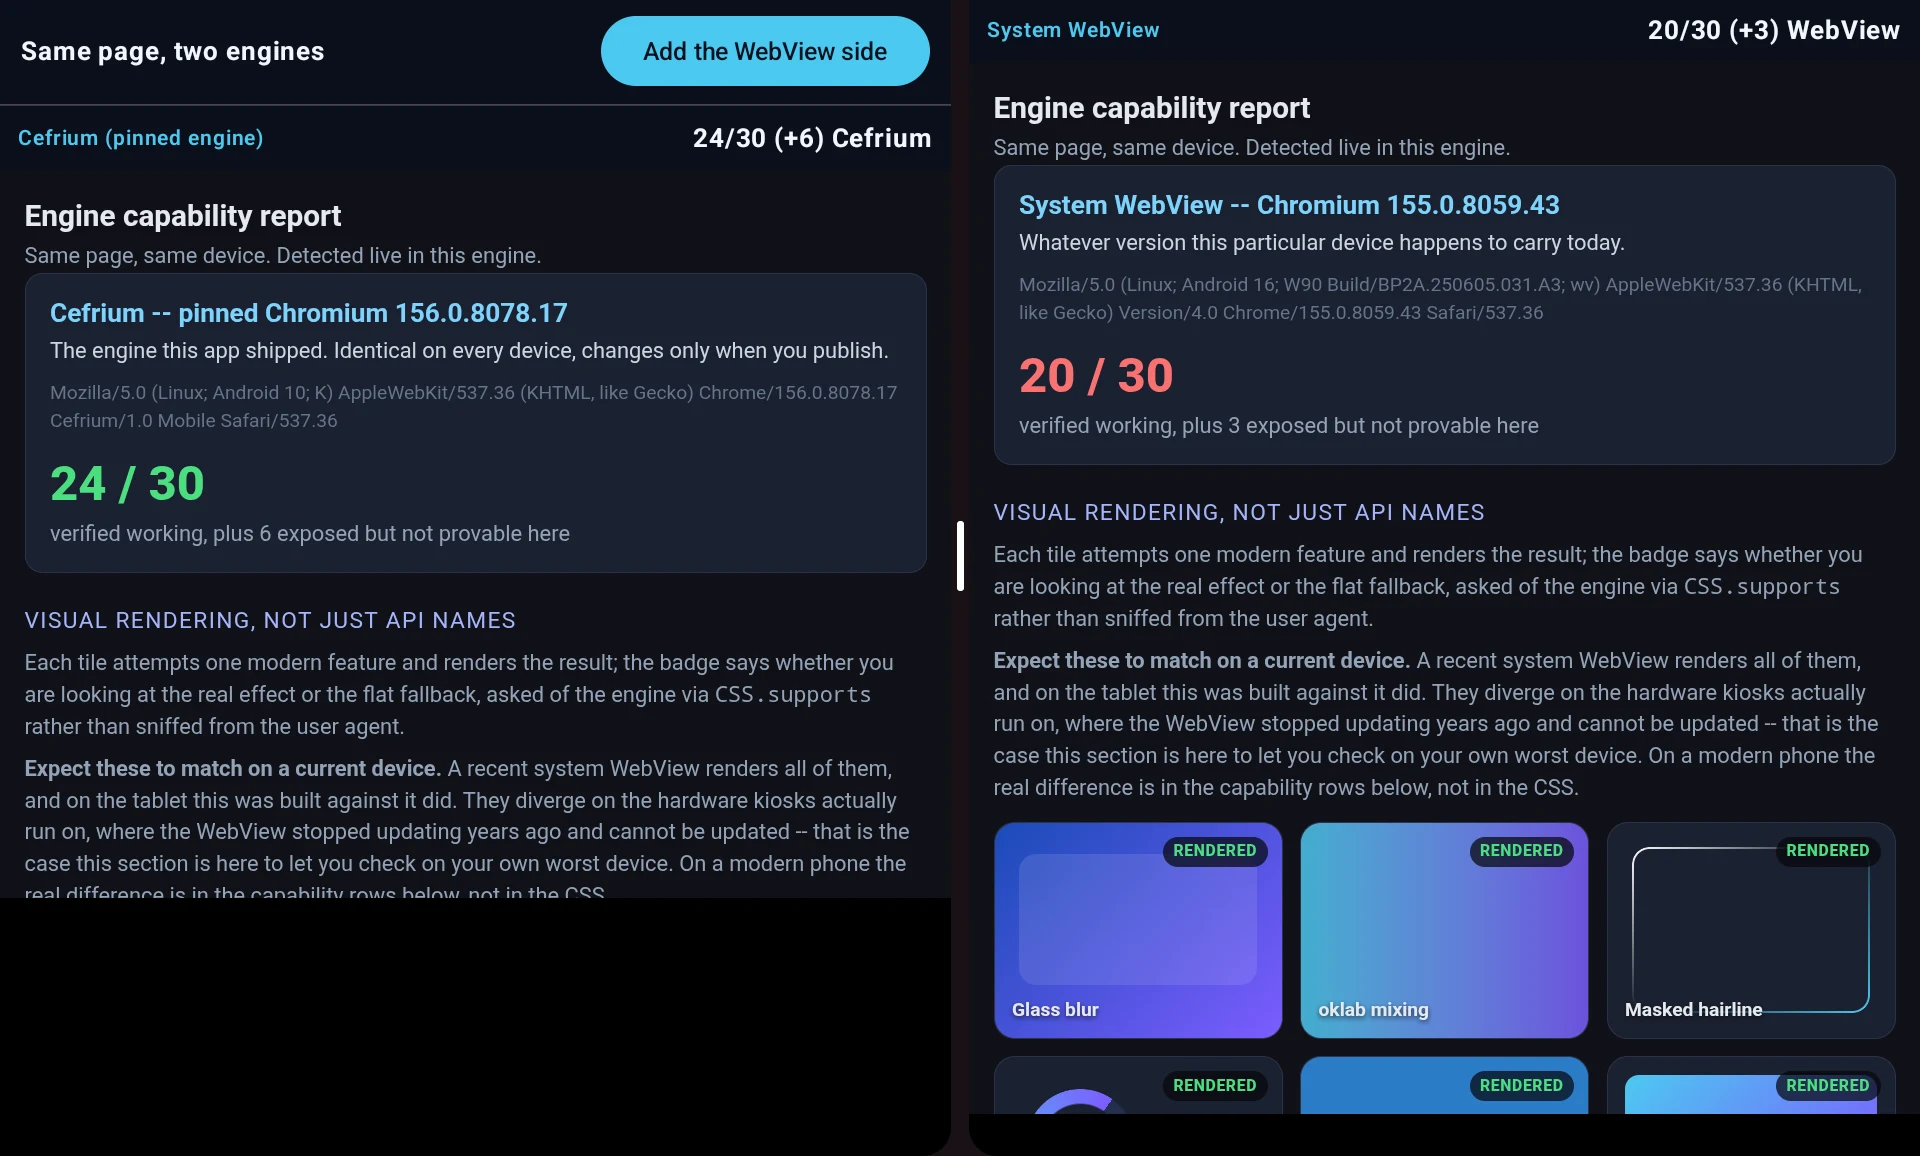 Same page, two engines
Add the WebView side
Cefrium (pinned engine)
24/30 (+6) Cefrium
Engine capability report
Same page, same device. Detected live in this engine.
Cefrium -- pinned Chromium 156.0.8078.17
The engine this app shipped. Identical on every device, changes only when you publish.
Mozilla/5.0 (Linux; Android 10; K) AppleWebKit/537.36 (KHTML, like Gecko) Chrome/156.0.8078.17
Cefrium/1.0 Mobile Safari/537.36
24 / 30
verified working, plus 6 exposed but not provable here
VISUAL RENDERING, NOT JUST API NAMES
Each tile attempts one modern feature and renders the result; the badge says whether you
are looking at the real effect or the flat fallback, asked of the engine via CSS.supports
rather than sniffed from the user agent.
Expect these to match on a current device. A recent system WebView renders all of them,
and on the tablet this was built against it did. They diverge on the hardware kiosks actually
run on, where the WebView stopped updating years ago and cannot be updated -- that is the
case this section is here to let you check on your own worst device. On a modern phone the
real difference is in the capability rows below, not in the CSS.
System WebView
20/30 (+3) WebView
Engine capability report
Same page, same device. Detected live in this engine.
System WebView -- Chromium 155.0.8059.43
Whatever version this particular device happens to carry today.
Mozilla/5.0 (Linux; Android 16; W90 Build/BP2A.250605.031.A3; wv) AppleWebKit/537.36 (KHTML,
like Gecko) Version/4.0 Chrome/155.0.8059.43 Safari/537.36
20 / 30
verified working, plus 3 exposed but not provable here
VISUAL RENDERING, NOT JUST API NAMES
Each tile attempts one modern feature and renders the result; the badge says whether you
are looking at the real effect or the flat fallback, asked of the engine via CSS.supports
rather than sniffed from the user agent.
Expect these to match on a current device. A recent system WebView renders all of them,
and on the tablet this was built against it did. They diverge on the hardware kiosks actually
run on, where the WebView stopped updating years ago and cannot be updated -- that is the
case this section is here to let you check on your own worst device. On a modern phone the
real difference is in the capability rows below, not in the CSS.
RENDERED
Glass blur
RENDERED
oklab mixing
RENDERED
Masked hairline
RENDERED
RENDERED
RENDERED